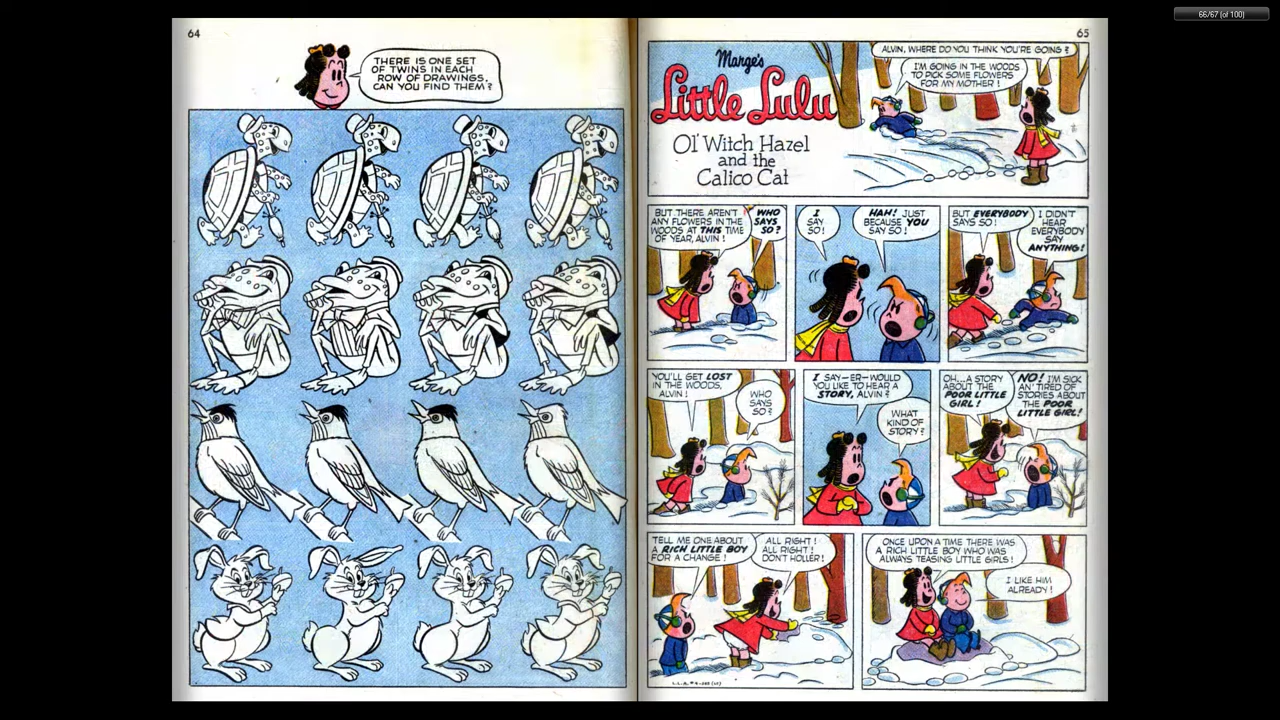 66/67 (of 100)
64
THERE IS ONE SET
OF TWINS IN EACH
ROW OF DRAWINGS.
CAN YOU FIND THEM?
65
Marge's
Little Lulu
Ol' Witch Hazel
and the
Calico Cat
ALVIN, WHERE DO YOU THINK YOU'RE GOING?
I'M GOING IN THE WOODS
TO PICK SOME FLOWERS
FOR MY MOTHER!
BUT THERE AREN'T
ANY FLOWERS IN THE
WOODS AT THIS TIME
OF YEAR, ALVIN!
WHO
SAYS
SO?
I
SAY
SO!
HAH! JUST
BECAUSE YOU
SAY SO!
BUT EVERYBODY
SAYS SO!
I DIDN'T
HEAR
EVERYBODY
SAY
ANYTHING!
YOU'LL GET LOST
IN THE WOODS,
ALVIN!
WHO
SAYS
SO?
I SAY—ER—WOULD
YOU LIKE TO HEAR A
STORY, ALVIN?
WHAT
KIND OF
STORY?
OH...A STORY
ABOUT THE
POOR LITTLE
GIRL!
NO! I'M SICK
AN' TIRED OF
STORIES ABOUT
THE POOR
LITTLE GIRL!
TELL ME ONE ABOUT
A RICH LITTLE BOY
FOR A CHANGE!
ALL RIGHT!
ALL RIGHT!
DON'T HOLLER!
ONCE UPON A TIME THERE WAS
A RICH LITTLE BOY WHO WAS
ALWAYS TEASING LITTLE GIRLS!
I LIKE HIM
ALREADY!